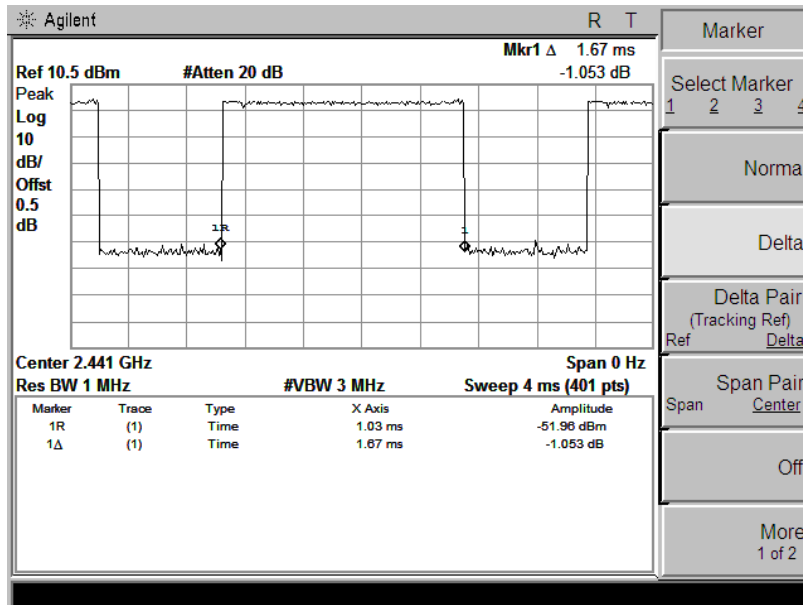 Agilent R T
Mkr1 Δ 1.67 ms
Ref 10.5 dBm #Atten 20 dB -1.053 dB
Peak
Log
10
dB/
Offst
0.5
dB
1R
1
Center 2.441 GHz Span 0 Hz
Res BW 1 MHz #VBW 3 MHz Sweep 4 ms (401 pts)
Marker Trace Type X Axis Amplitude
1R (1) Time 1.03 ms -51.96 dBm
1Δ (1) Time 1.67 ms -1.053 dB
Marker
Select Marker
1 2 3 4
Norma
Delta
Delta Pair
(Tracking Ref)
Ref Delta
Span Pair
Span Center
Off
More
1 of 2